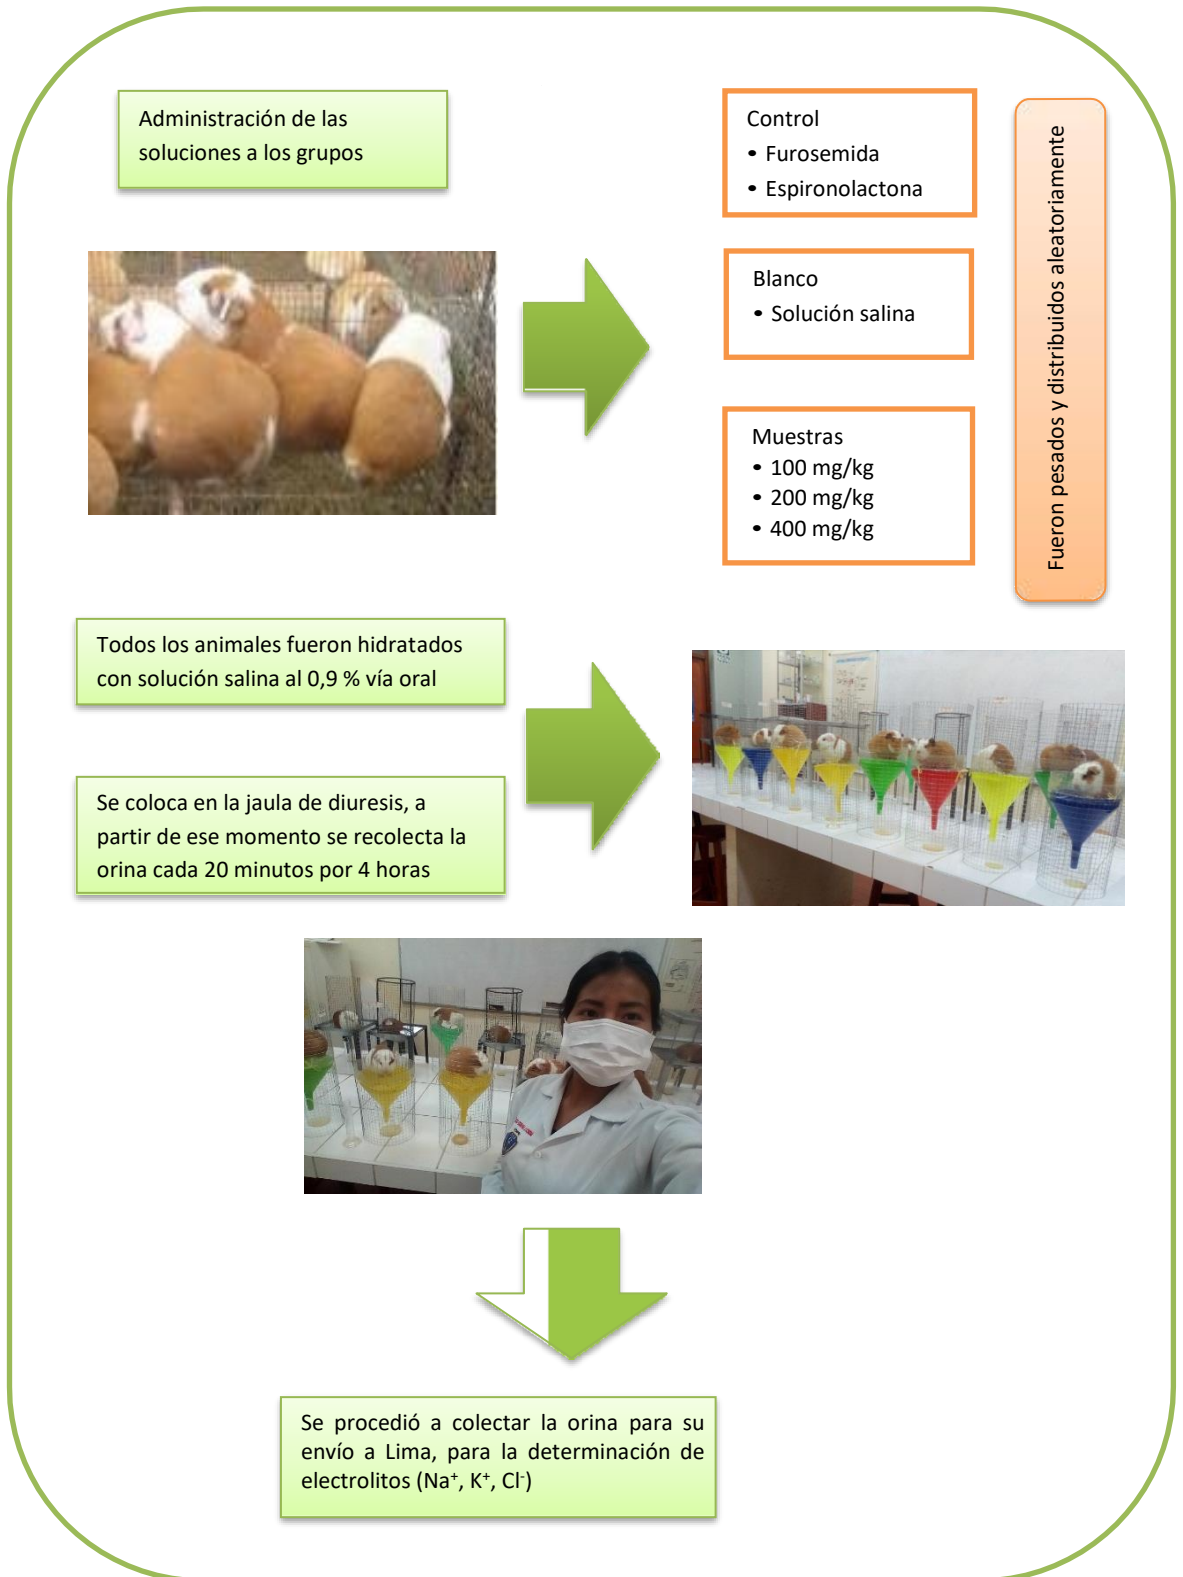 Administración de las
soluciones a los grupos
Control
• Furosemida
• Espironolactona
Blanco
• Solución salina
Muestras
• 100 mg/kg
• 200 mg/kg
• 400 mg/kg
Fueron pesados y distribuidos aleatoriamente
Todos los animales fueron hidratados
con solución salina al 0,9 % vía oral
Se coloca en la jaula de diuresis, a
partir de ese momento se recolecta la
orina cada 20 minutos por 4 horas
Se procedió a colectar la orina para su
envío a Lima, para la determinación de
electrolitos (Na⁺, K⁺, Cl⁻)